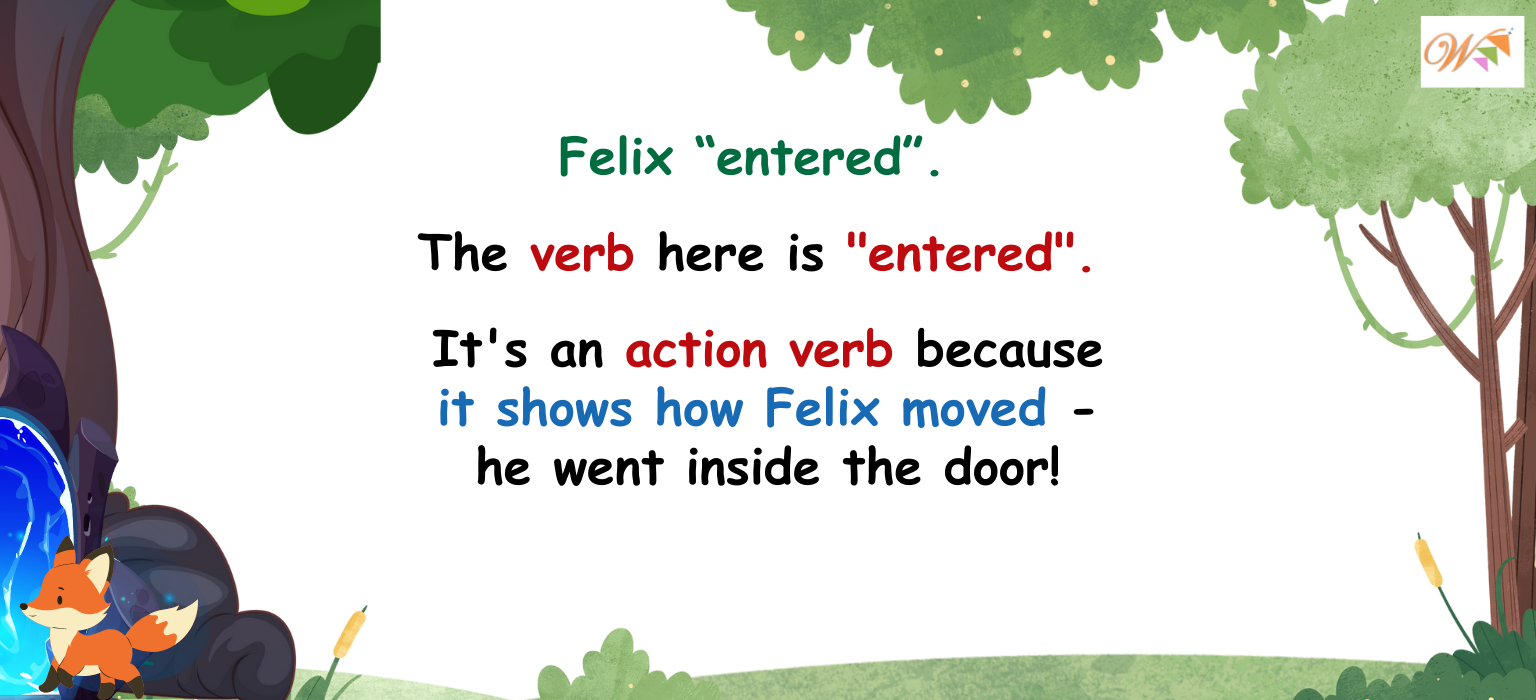 Felix “entered”.
The verb here is "entered".
It's an action verb because
it shows how Felix moved -
he went inside the door!
W